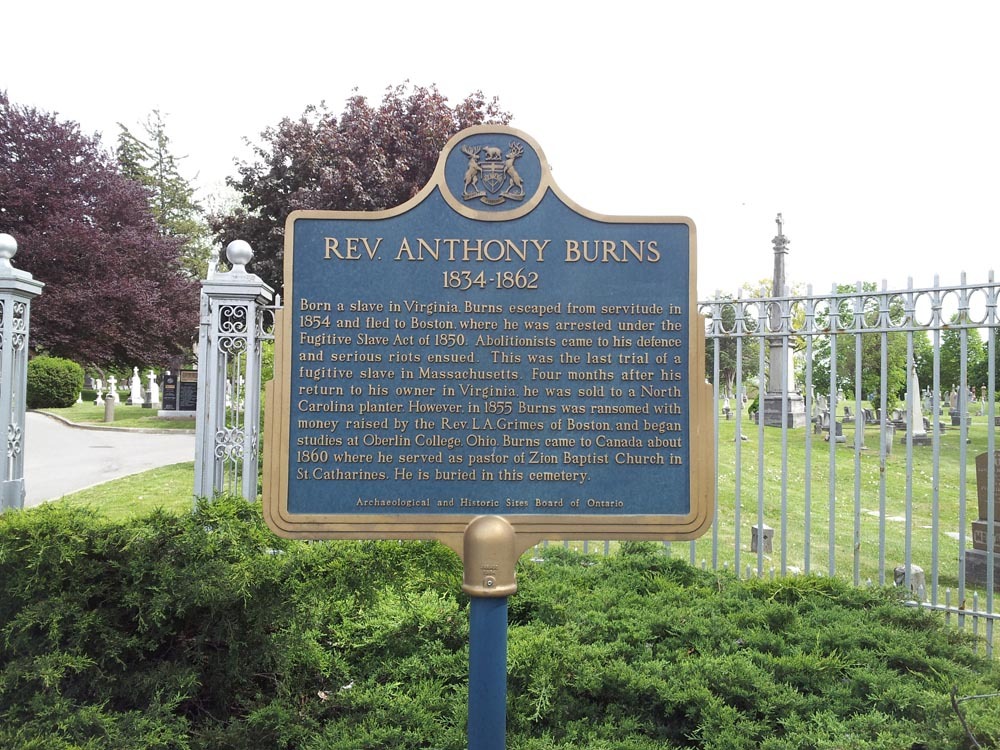 REV. ANTHONY BURNS
1834-1862
Born a slave in Virginia, Burns escaped from servitude in
1854 and fled to Boston, where he was arrested under the
Fugitive Slave Act of 1850. Abolitionists came to his defence
and serious riots ensued. This was the last trial of a
fugitive slave in Massachusetts. Four months after his
return to his owner in Virginia, he was sold to a North
Carolina planter. However, in 1855 Burns was ransomed with
money raised by the Rev. L.A. Grimes of Boston, and began
studies at Oberlin College, Ohio. Burns came to Canada about
1860 where he served as pastor of Zion Baptist Church in
St. Catharines. He is buried in this cemetery.
Archaeological and Historic Sites Board of Ontario